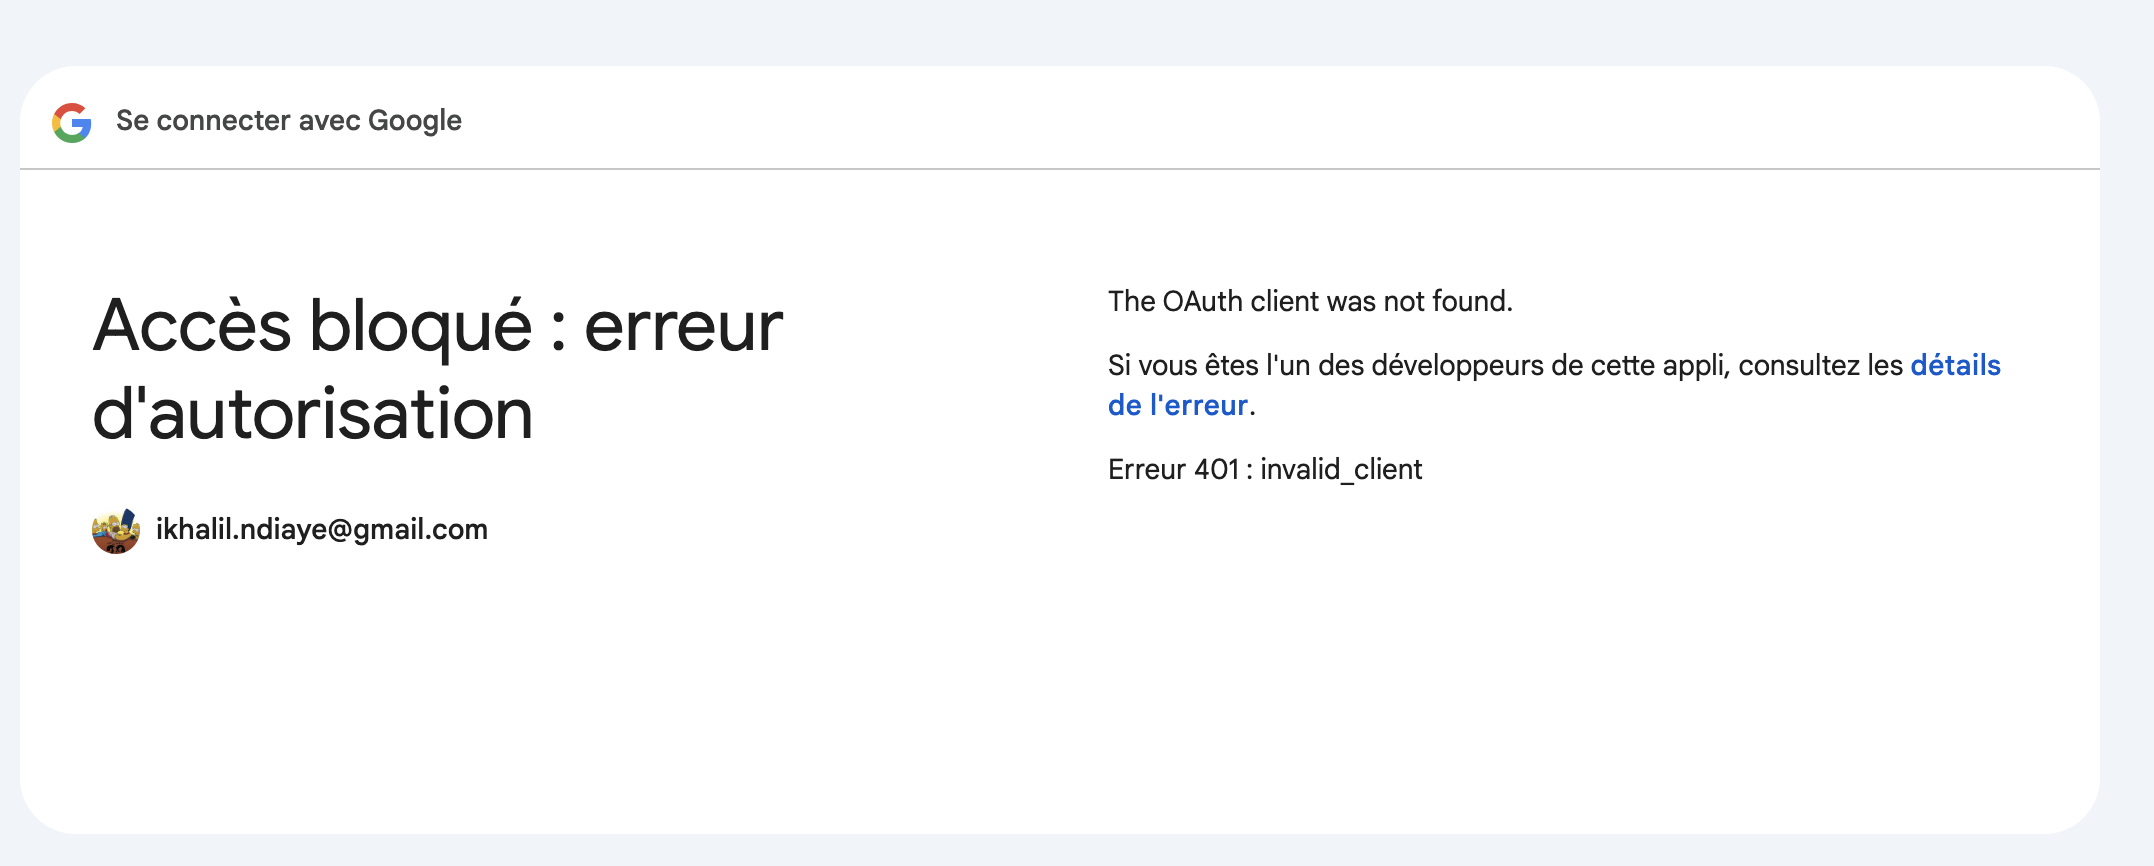 Se connecter avec Google
Accès bloqué : erreur
d'autorisation
ikhalil.ndiaye@gmail.com
The OAuth client was not found.
Si vous êtes l'un des développeurs de cette appli, consultez les détails
de l'erreur.
Erreur 401 : invalid_client